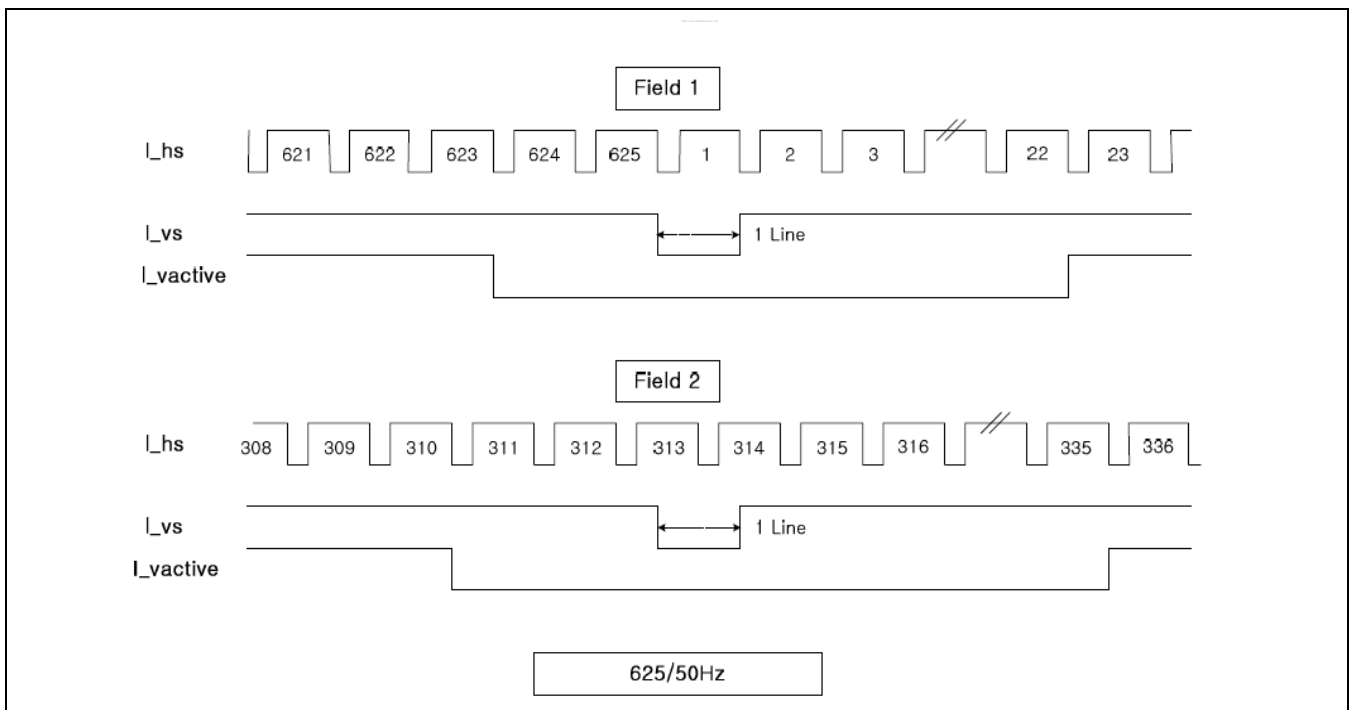 Field 1
I_hs 621 622 623 624 625 1 2 3 22 23
I_vs 1 Line
I_vactive
Field 2
I_hs 308 309 310 311 312 313 314 315 316 335 336
I_vs 1 Line
I_vactive
625/50Hz